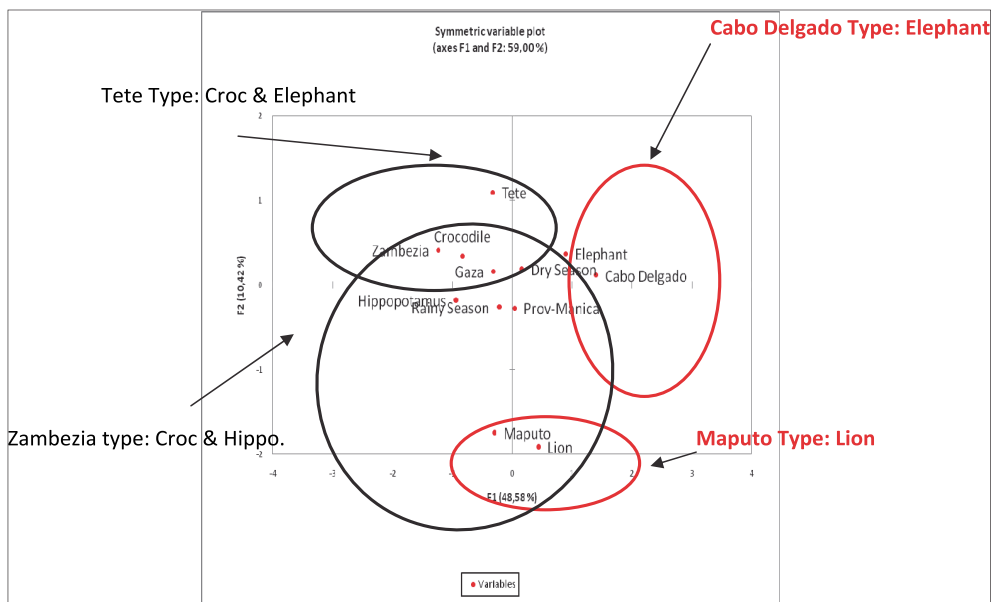 Symmetric variable plot
(axes F1 and F2: 59,00 %)
Cabo Delgado Type: Elephant
Tete Type: Croc & Elephant
2
Tete
1
Crocodile
Zambezia
Elephant
Gaza
Dry Season
Cabo Delgado
0
Hippopotamus
Rainy Season
Prov-Manica
F2 (10,42 %)
-1
Zambezia type: Croc & Hippo.
Maputo
Maputo Type: Lion
Lion
-2
-4 -3 -2 -1 0 1 2 3 4
F1 (48,58 %)
Variables